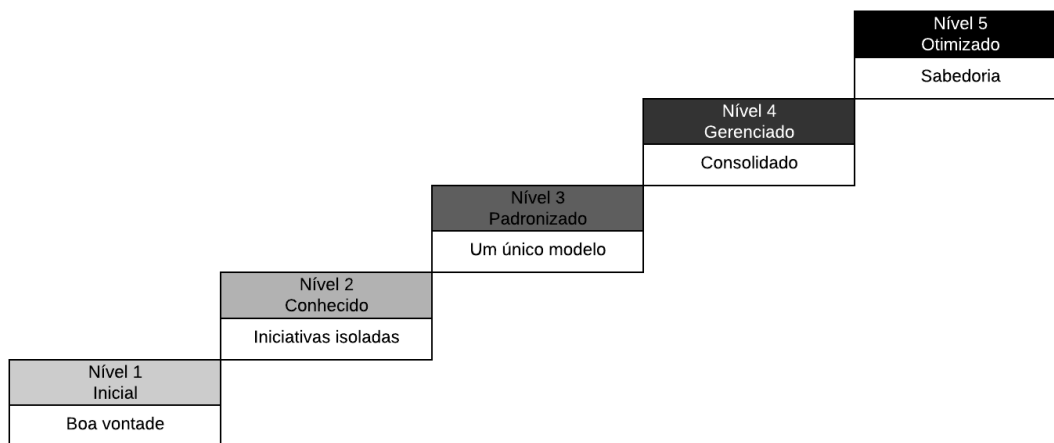 Nível 5
Otimizado
Sabedoria
Nível 4
Gerenciado
Consolidado
Nível 3
Padronizado
Um único modelo
Nível 2
Conhecido
Iniciativas isoladas
Nível 1
Inicial
Boa vontade